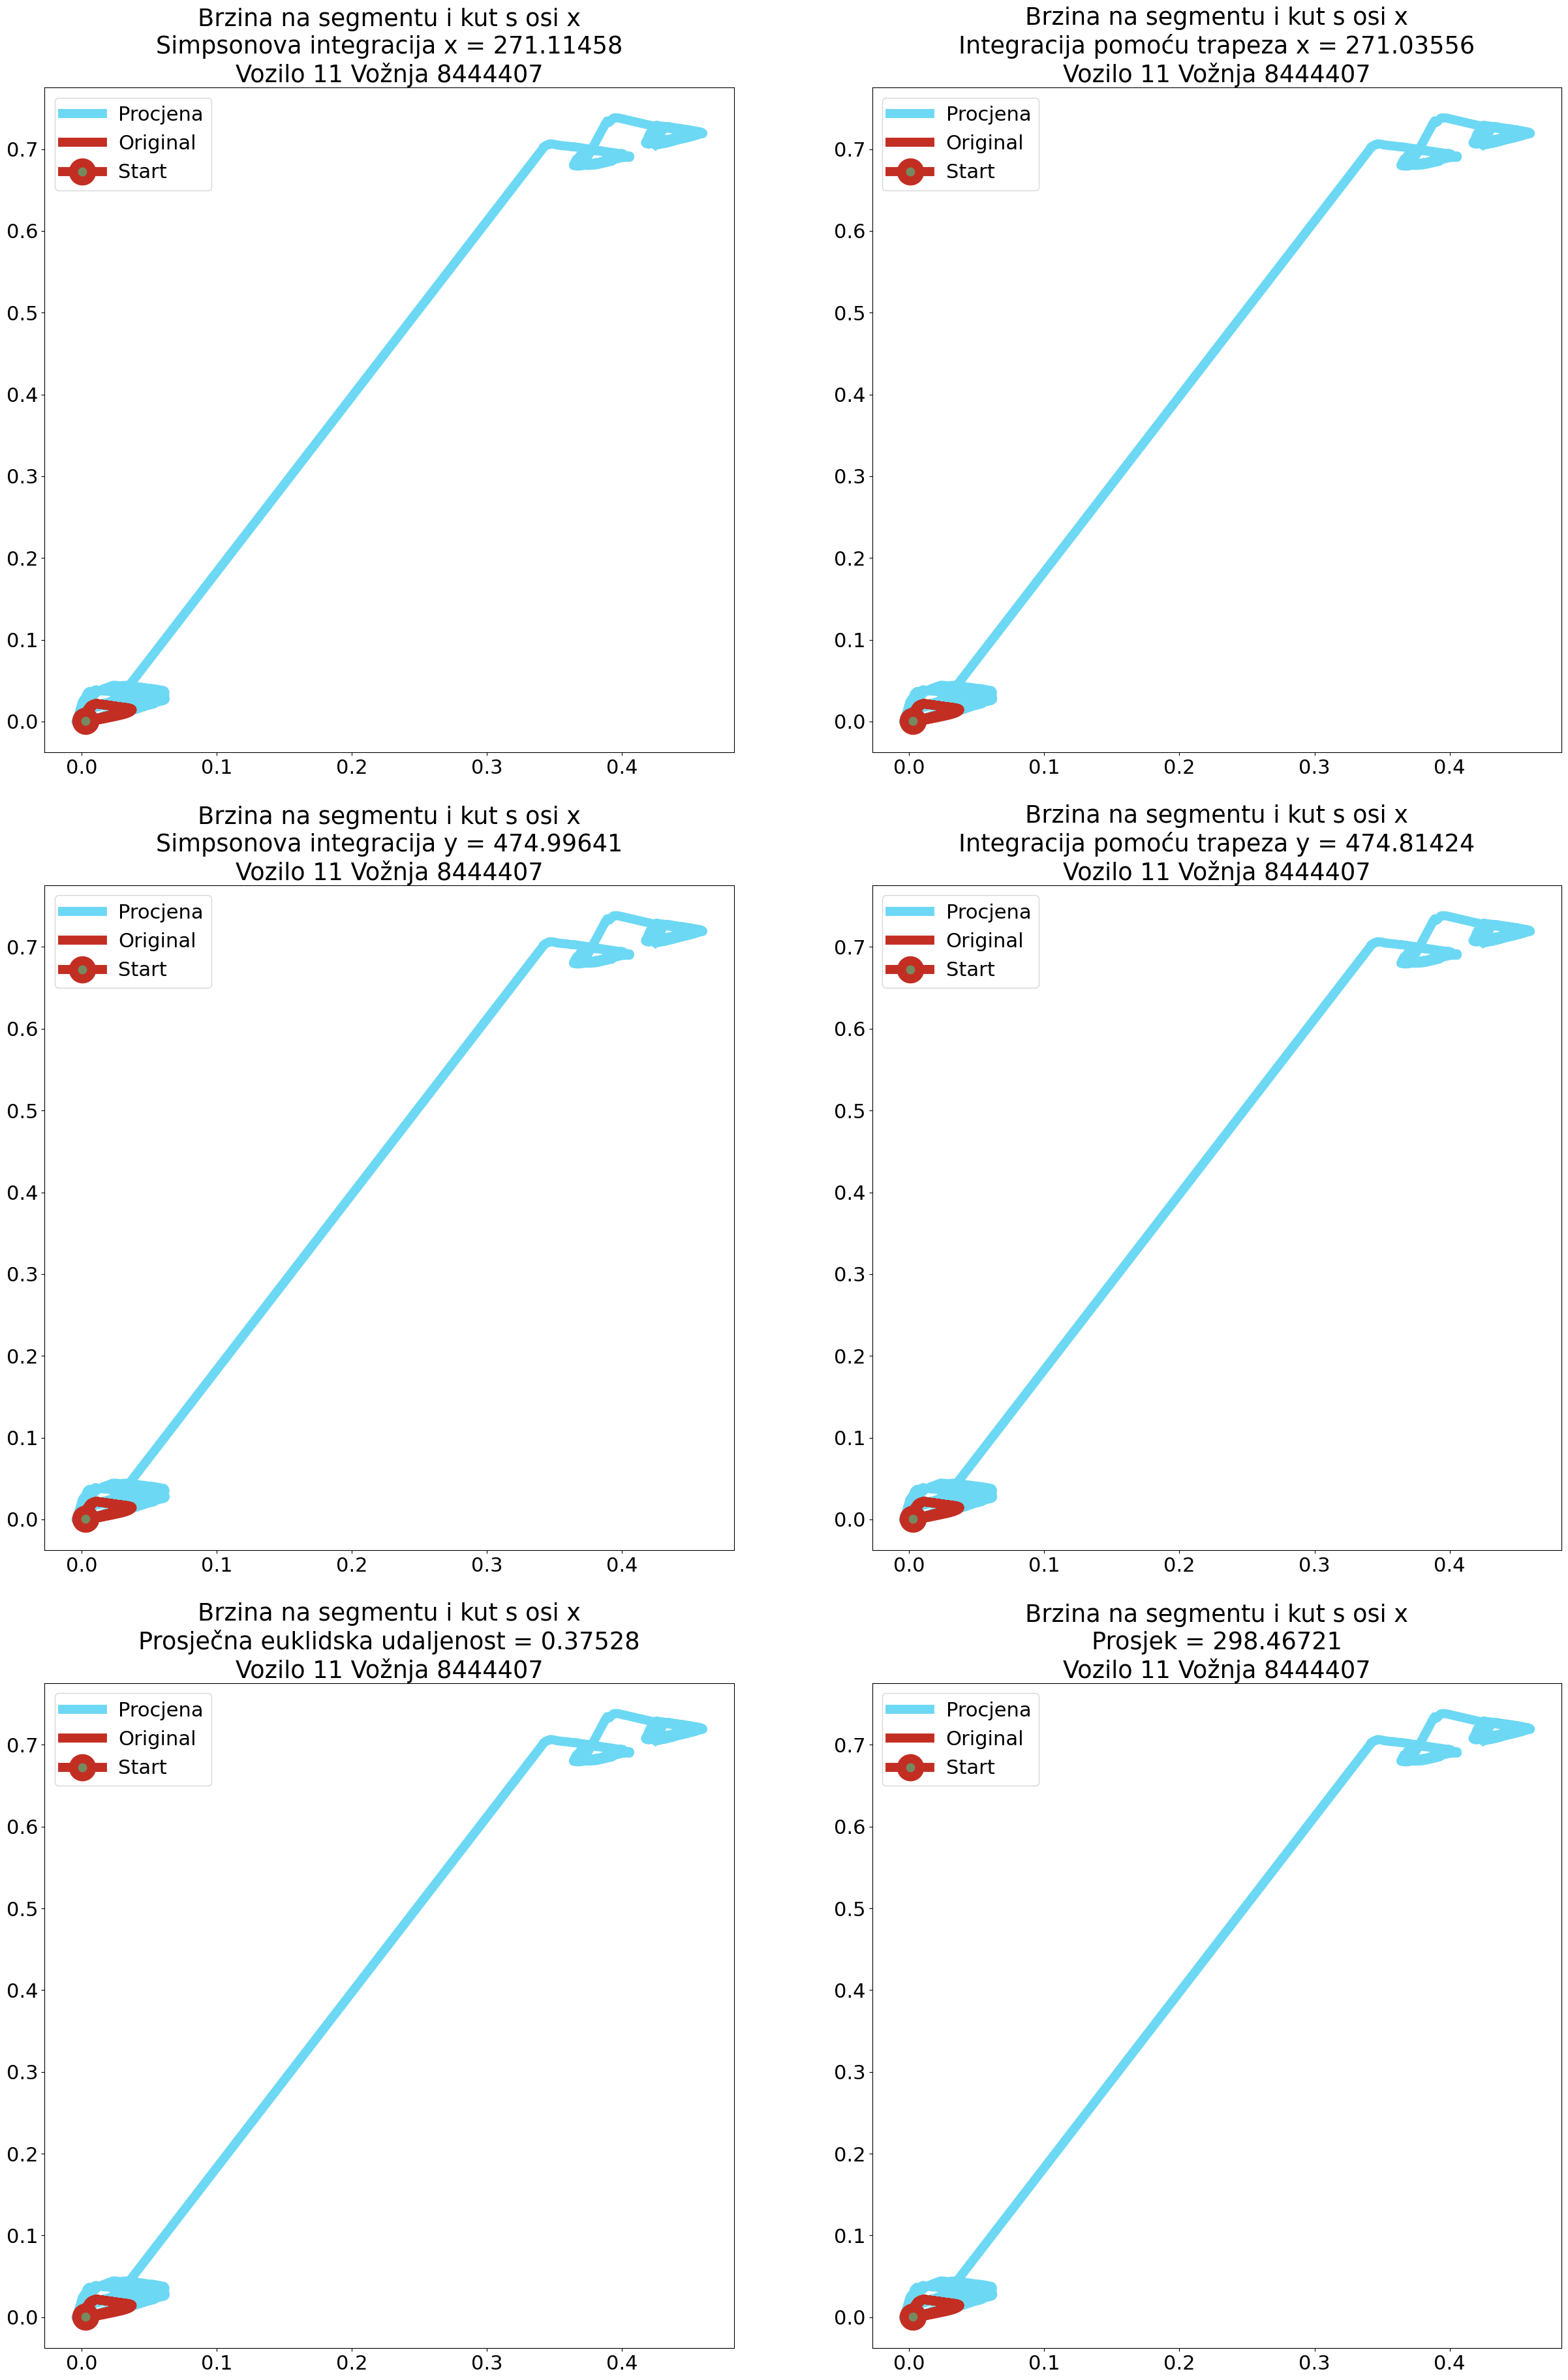 Brzina na segmentu i kut s osi x
Simpsonova integracija x = 271.11458
Vozilo 11 Vožnja 8444407
Procjena
Original
Start
0.7
0.6
0.5
0.4
0.3
0.2
0.1
0.0
0.0 0.1 0.2 0.3 0.4
Brzina na segmentu i kut s osi x
Integracija pomoću trapeza x = 271.03556
Vozilo 11 Vožnja 8444407
Procjena
Original
Start
0.7
0.6
0.5
0.4
0.3
0.2
0.1
0.0
0.0 0.1 0.2 0.3 0.4
Brzina na segmentu i kut s osi x
Simpsonova integracija y = 474.99641
Vozilo 11 Vožnja 8444407
Procjena
Original
Start
0.7
0.6
0.5
0.4
0.3
0.2
0.1
0.0
0.0 0.1 0.2 0.3 0.4
Brzina na segmentu i kut s osi x
Integracija pomoću trapeza y = 474.81424
Vozilo 11 Vožnja 8444407
Procjena
Original
Start
0.7
0.6
0.5
0.4
0.3
0.2
0.1
0.0
0.0 0.1 0.2 0.3 0.4
Brzina na segmentu i kut s osi x
Prosječna euklidska udaljenost = 0.37528
Vozilo 11 Vožnja 8444407
Procjena
Original
Start
0.7
0.6
0.5
0.4
0.3
0.2
0.1
0.0
0.0 0.1 0.2 0.3 0.4
Brzina na segmentu i kut s osi x
Prosjek = 298.46721
Vozilo 11 Vožnja 8444407
Procjena
Original
Start
0.7
0.6
0.5
0.4
0.3
0.2
0.1
0.0
0.0 0.1 0.2 0.3 0.4